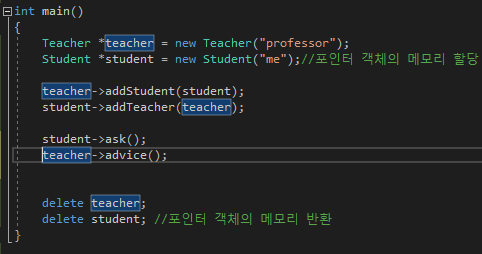 int main()
{
Teacher *teacher = new Teacher("professor");
Student *student = new Student("me");//포인터 객체의 메모리 할당
teacher->addStudent(student);
student->addTeacher(teacher);
student->ask();
teacher->advice();
delete teacher;
delete student; //포인터 객체의 메모리 반환
}